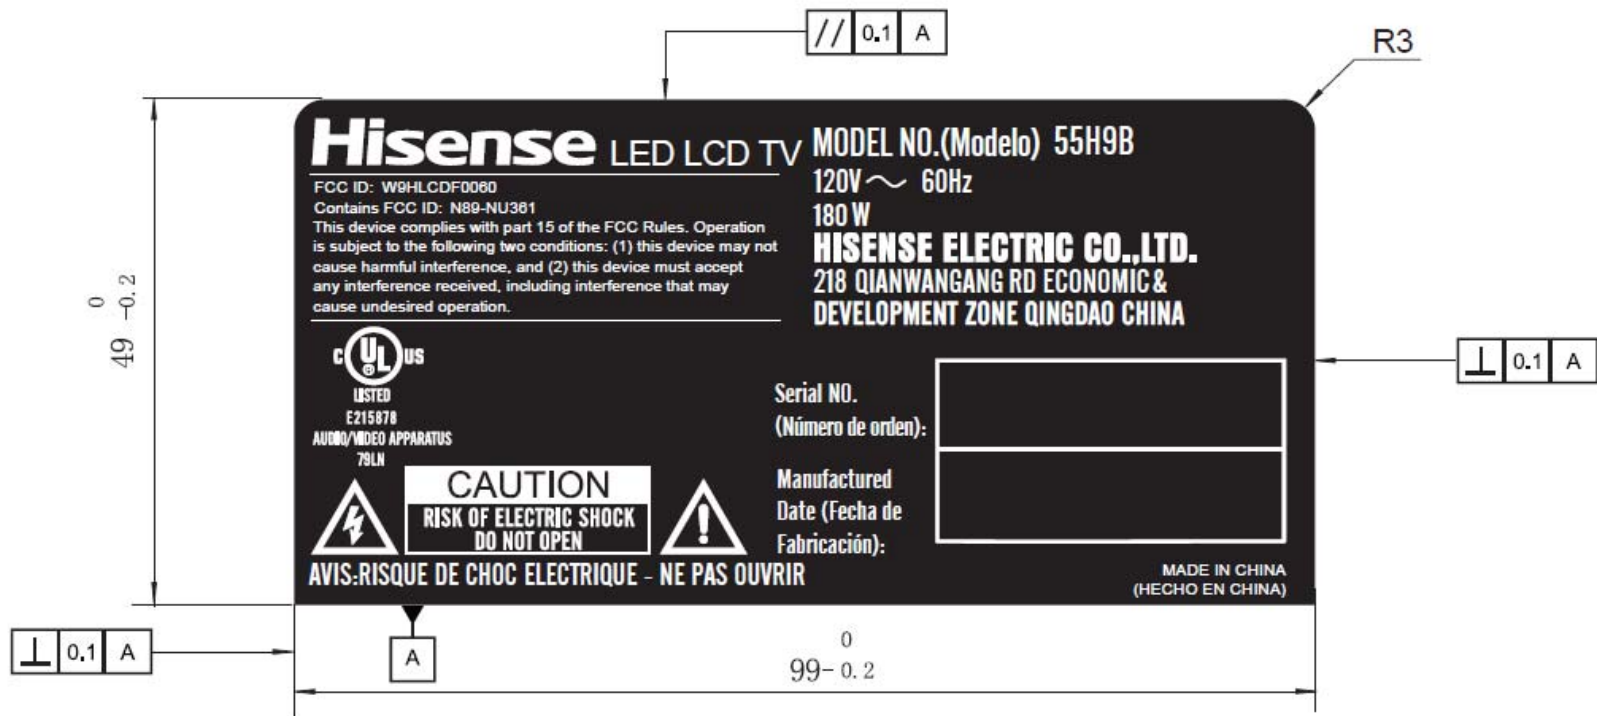 // 0.1 A
R3
Hisense LED LCD TV
FCC ID: W9HLCDF0060
Contains FCC ID: N89-NU361
This device complies with part 15 of the FCC Rules. Operation
is subject to the following two conditions: (1) this device may not
cause harmful interference, and (2) this device must accept
any interference received, including interference that may
cause undesired operation.
MODEL NO.(Modelo) 55H9B
120V～ 60Hz
180 W
HISENSE ELECTRIC CO.,LTD.
218 QIANWANGANG RD ECONOMIC &
DEVELOPMENT ZONE QINGDAO CHINA
0
49 -0.2
C UL ® US
LISTED
E215878
AUDIO/VIDEO APPARATUS
79LN
⊥ 0.1 A
Serial NO.
(Número de orden):
Manufactured
Date (Fecha de
Fabricación):
CAUTION
RISK OF ELECTRIC SHOCK
DO NOT OPEN
AVIS:RISQUE DE CHOC ELECTRIQUE - NE PAS OUVRIR
MADE IN CHINA
(HECHO EN CHINA)
⊥ 0.1 A
A
0
99-0.2